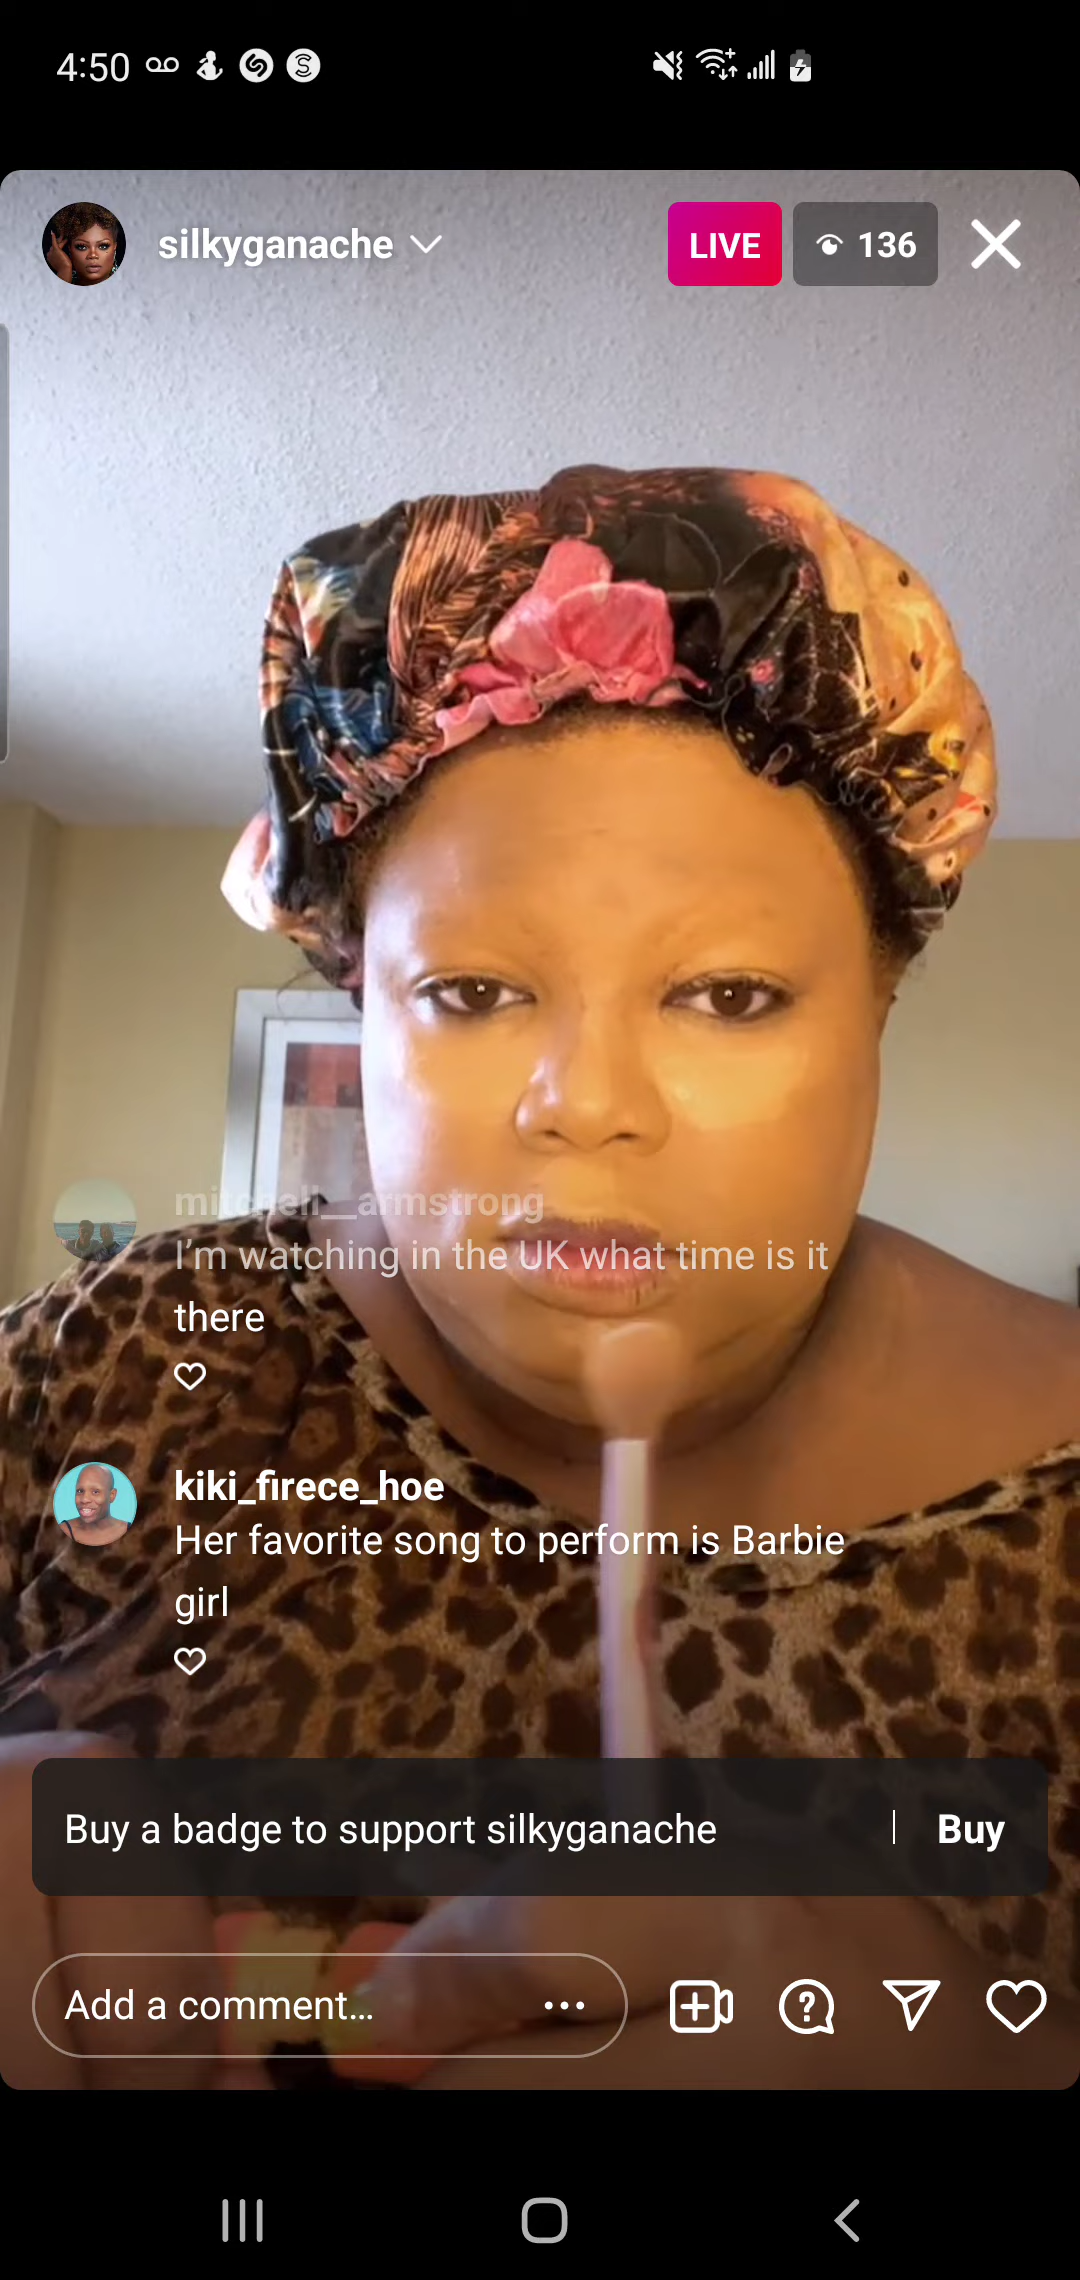 4:50
silkyganache
LIVE
136
mitchell__armstrong
I’m watching in the UK what time is it
there
kiki_firece_hoe
Her favorite song to perform is Barbie
girl
Buy a badge to support silkyganache
Buy
Add a comment…